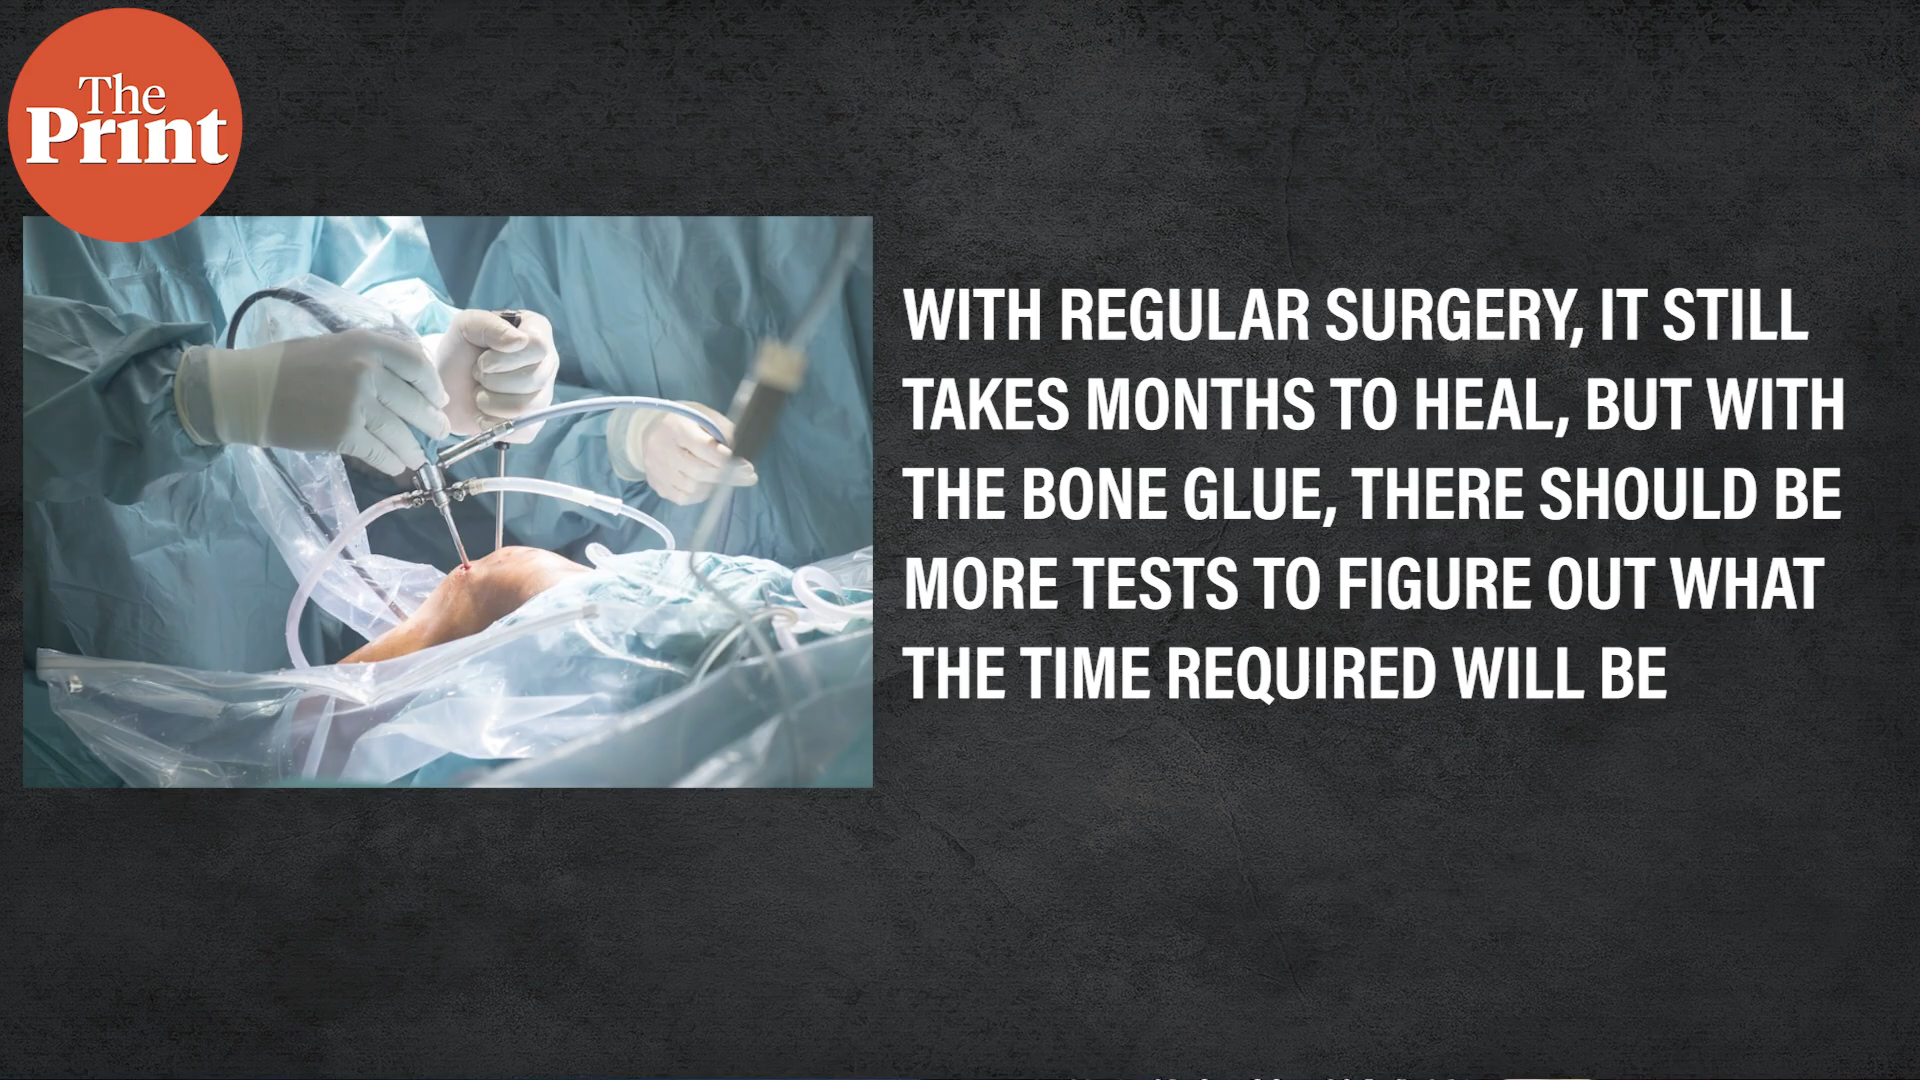 The
Print
WITH REGULAR SURGERY, IT STILL
TAKES MONTHS TO HEAL, BUT WITH
THE BONE GLUE, THERE SHOULD BE
MORE TESTS TO FIGURE OUT WHAT
THE TIME REQUIRED WILL BE